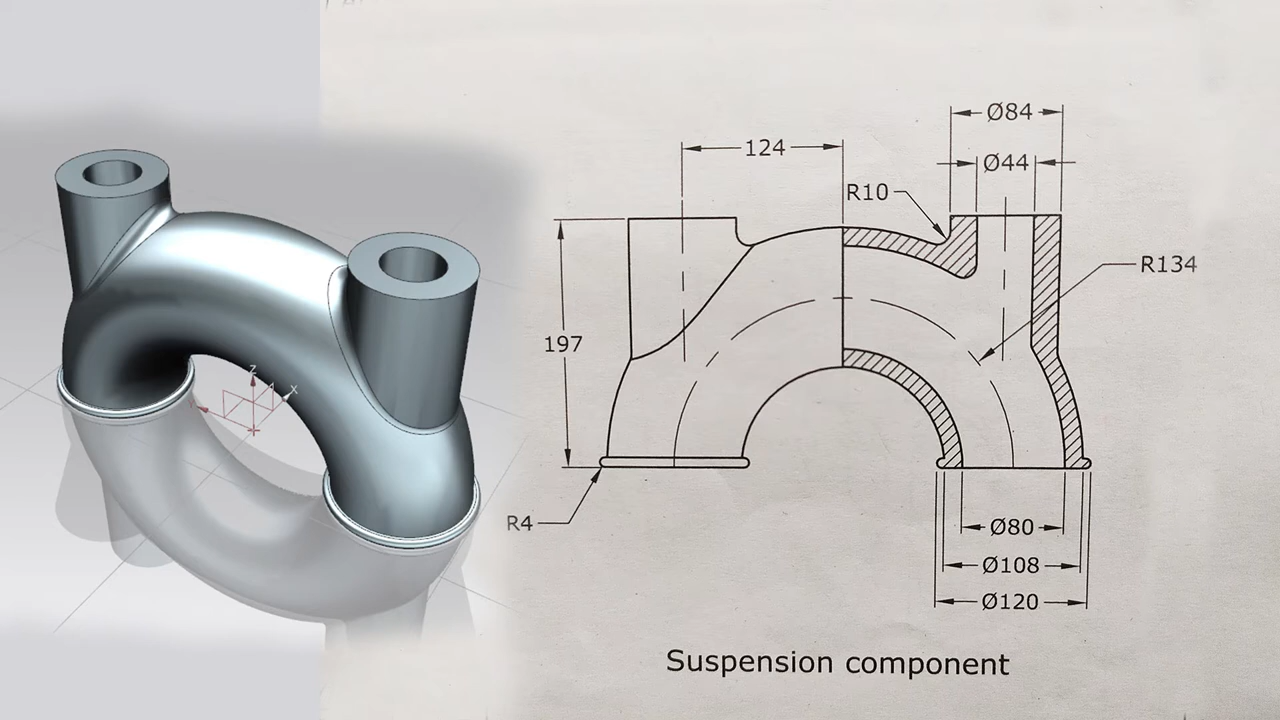 Ø84
124
Ø44
R10
R134
197
R4
Ø80
Ø108
Ø120
Suspension component
Z
X